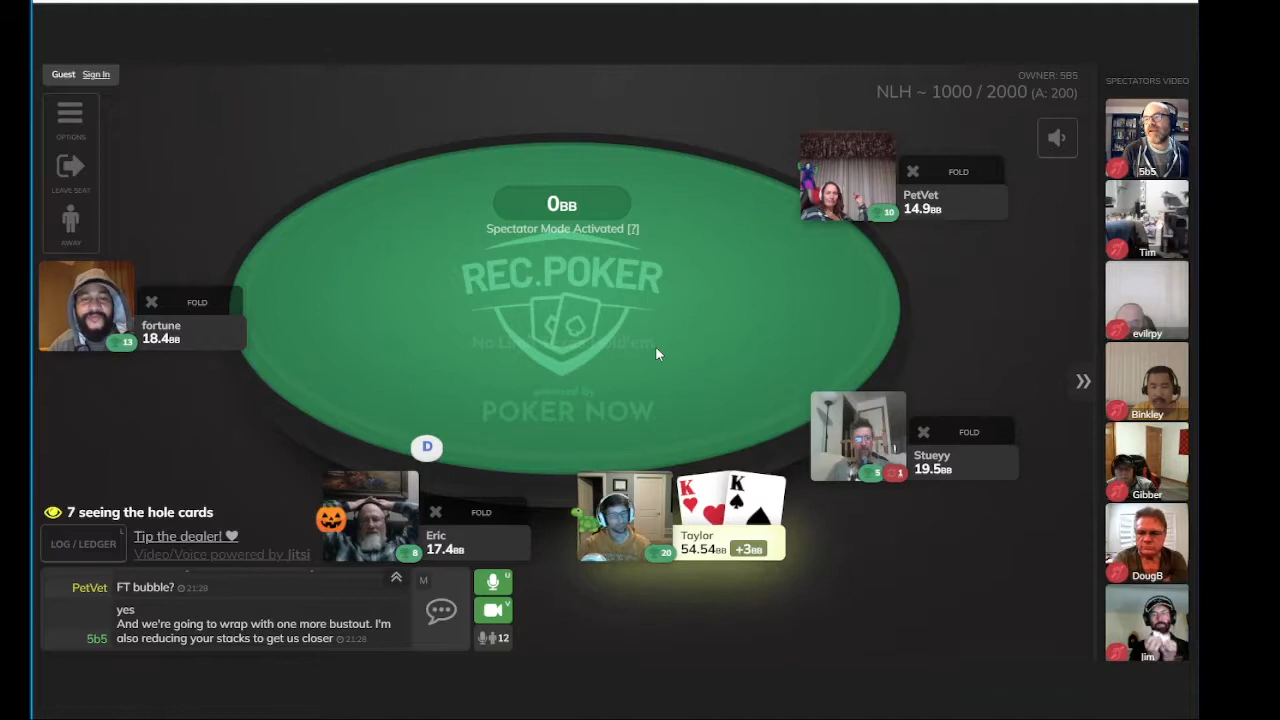 Guest Sign In
OWNER: 5B5
NLH ~ 1000 / 2000 (A: 200)
SPECTATORS VIDEO
OPTIONS
LEAVE SEAT
AWAY
0BB
Spectator Mode Activated [?]
REC.POKER
powered by
POKER NOW
FOLD
PetVet
14.9BB
10
FOLD
fortune
18.4BB
13
FOLD
Stueyy
19.5BB
5
1
D
FOLD
Eric
17.4BB
8
K
K
Taylor
54.54BB +3BB
20
7 seeing the hole cards
LOG / LEDGER L
Tip the dealer!
Video/Voice powered by Jitsi
PetVet FT bubble? 21:28
yes
And we're going to wrap with one more bustout. I'm
5b5 also reducing your stacks to get us closer 21:28
M
U
V
12
5b5
Tim
evilrpy
Binkley
Gibber
DougB
Jim